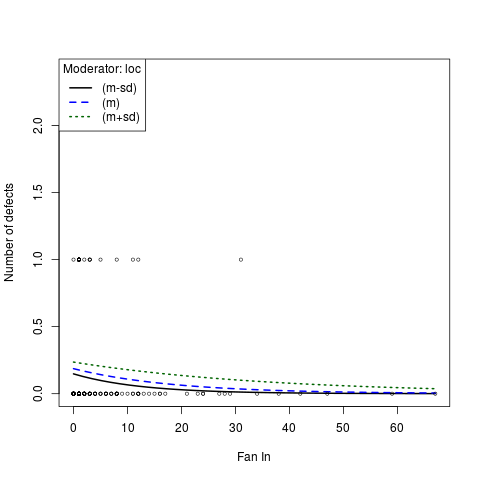 Moderator: loc
(m-sd)
(m)
(m+sd)
Number of defects
2.0
1.5
1.0
0.5
0.0
0 10 20 30 40 50 60
Fan In